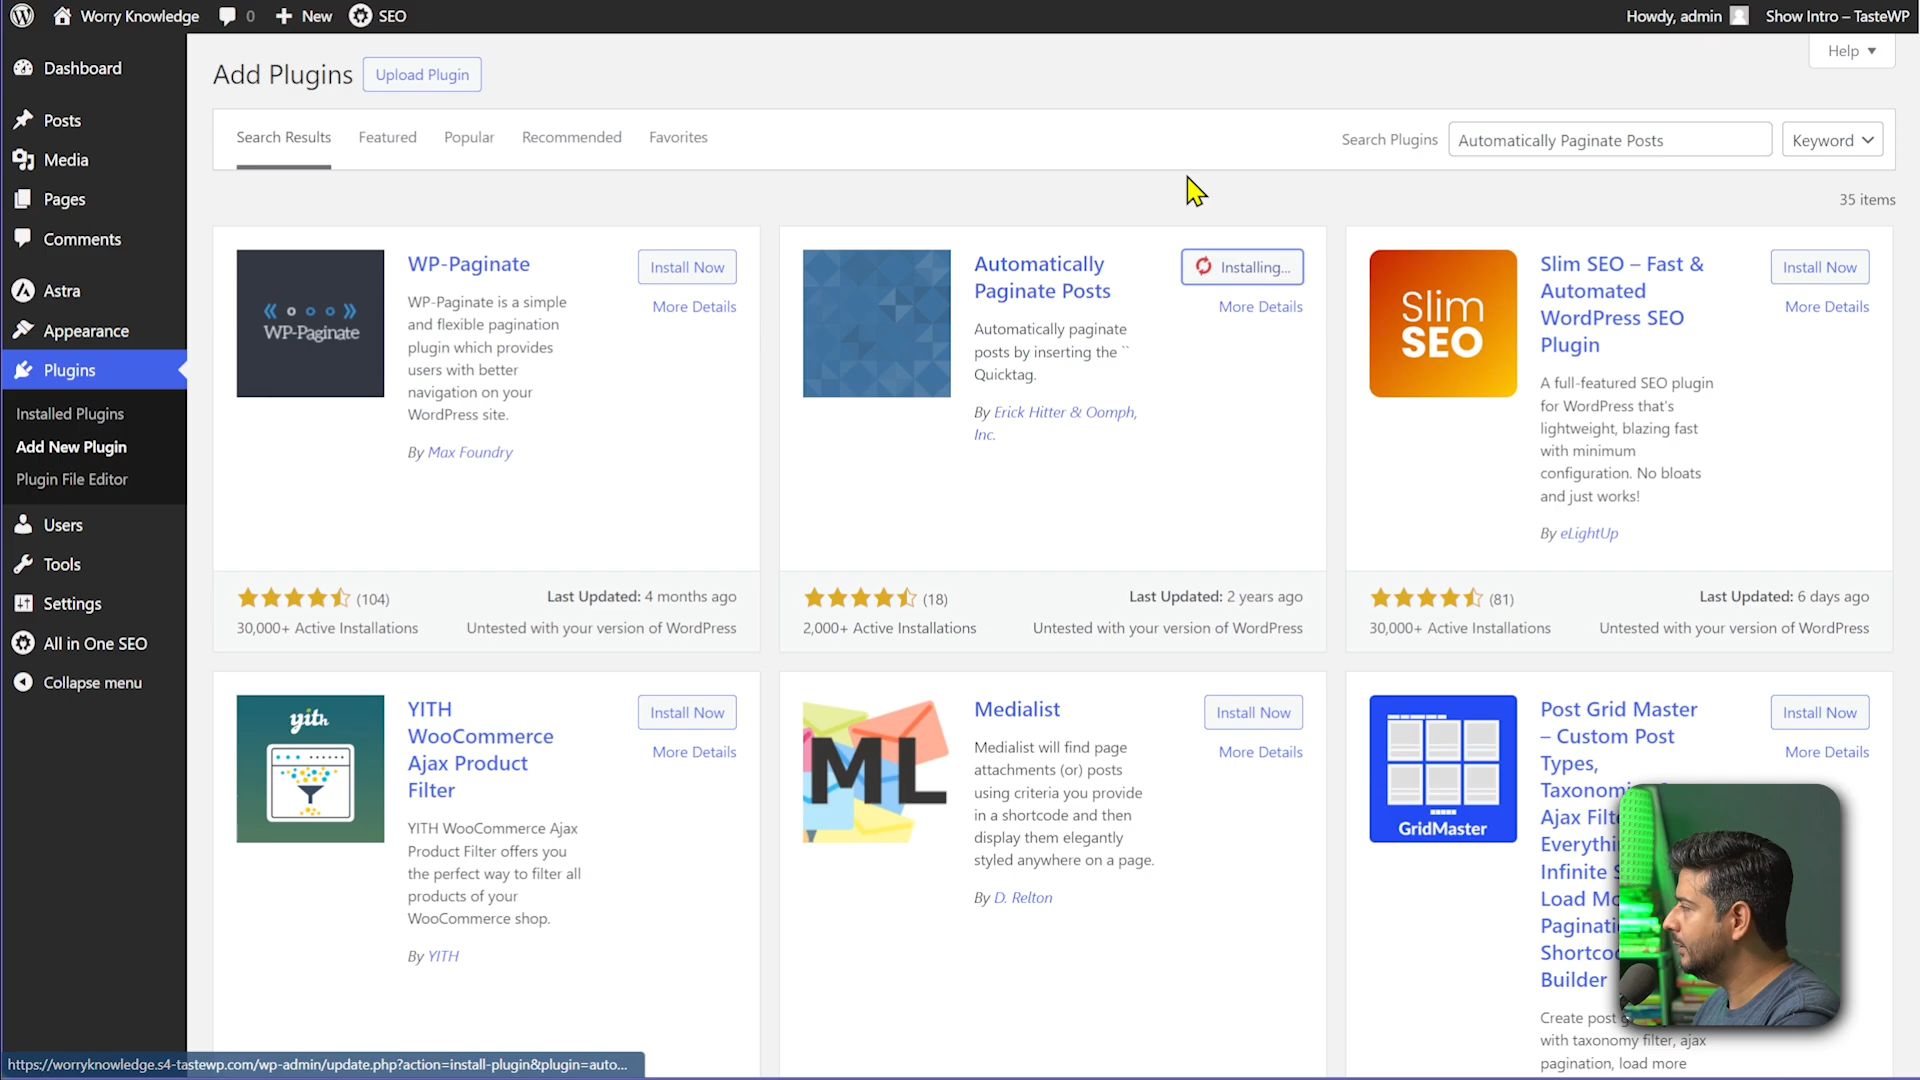 Worry Knowledge
0
New
SEO
Howdy, admin
Show Intro – TasteWP
Help
Dashboard
Posts
Media
Pages
Comments
Astra
Appearance
Plugins
Installed Plugins
Add New Plugin
Plugin File Editor
Users
Tools
Settings
All in One SEO
Collapse menu
Add Plugins
Upload Plugin
Search Results
Featured
Popular
Recommended
Favorites
Search Plugins
Automatically Paginate Posts
Keyword
35 items
WP-Paginate
WP-Paginate
Install Now
More Details
WP-Paginate is a simple
and flexible pagination
plugin which provides
users with better
navigation on your
WordPress site.
By Max Foundry
(104)
30,000+ Active Installations
Last Updated: 4 months ago
Untested with your version of WordPress
Automatically
Paginate Posts
Installing...
More Details
Automatically paginate
posts by inserting the ``
Quicktag.
By Erick Hitter & Oomph,
Inc.
(18)
2,000+ Active Installations
Last Updated: 2 years ago
Untested with your version of WordPress
Slim
SEO
Slim SEO – Fast &
Automated
WordPress SEO
Plugin
Install Now
More Details
A full-featured SEO plugin
for WordPress that's
lightweight, blazing fast
with minimum
configuration. No bloats
and just works!
By eLightUp
(81)
30,000+ Active Installations
Last Updated: 6 days ago
Untested with your version of WordPress
yith
YITH
WooCommerce
Ajax Product
Filter
Install Now
More Details
YITH WooCommerce Ajax
Product Filter offers you
the perfect way to filter all
products of your
WooCommerce shop.
By YITH
ML
Medialist
Install Now
More Details
Medialist will find page
attachments (or) posts
using criteria you provide
in a shortcode and then
display them elegantly
styled anywhere on a page.
By D. Relton
GridMaster
Post Grid Master
– Custom Post
Types,
Ajax
Infinite
Load
Builder
Install Now
More Details
Create post
with taxonomy filter, ajax
pagination, load more
https://worryknowledge.s4-tastewp.com/wp-admin/update.php?action=install-plugin&plugin=auto...